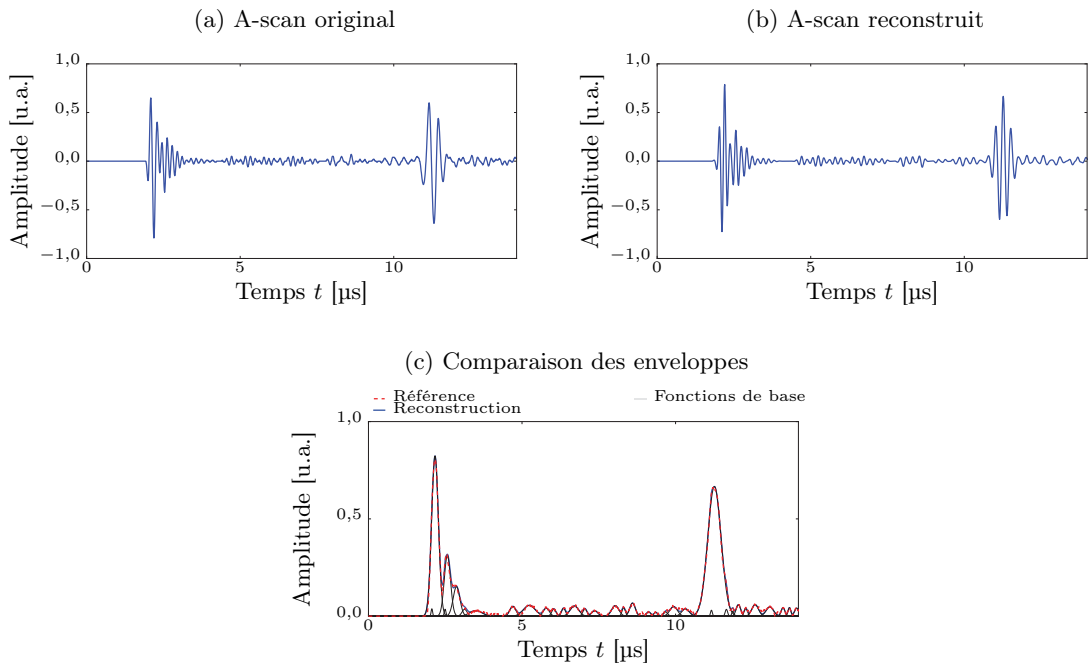 (a) A-scan original
1,0
0,5
0,0
−0,5
−1,0
Amplitude [u.a.]
0 5 10
Temps t [µs]
(b) A-scan reconstruit
1,0
0,5
0,0
−0,5
−1,0
Amplitude [u.a.]
0 5 10
Temps t [µs]
(c) Comparaison des enveloppes
Référence
Reconstruction
Fonctions de base
1,0
0,5
0,0
Amplitude [u.a.]
0 5 10
Temps t [µs]